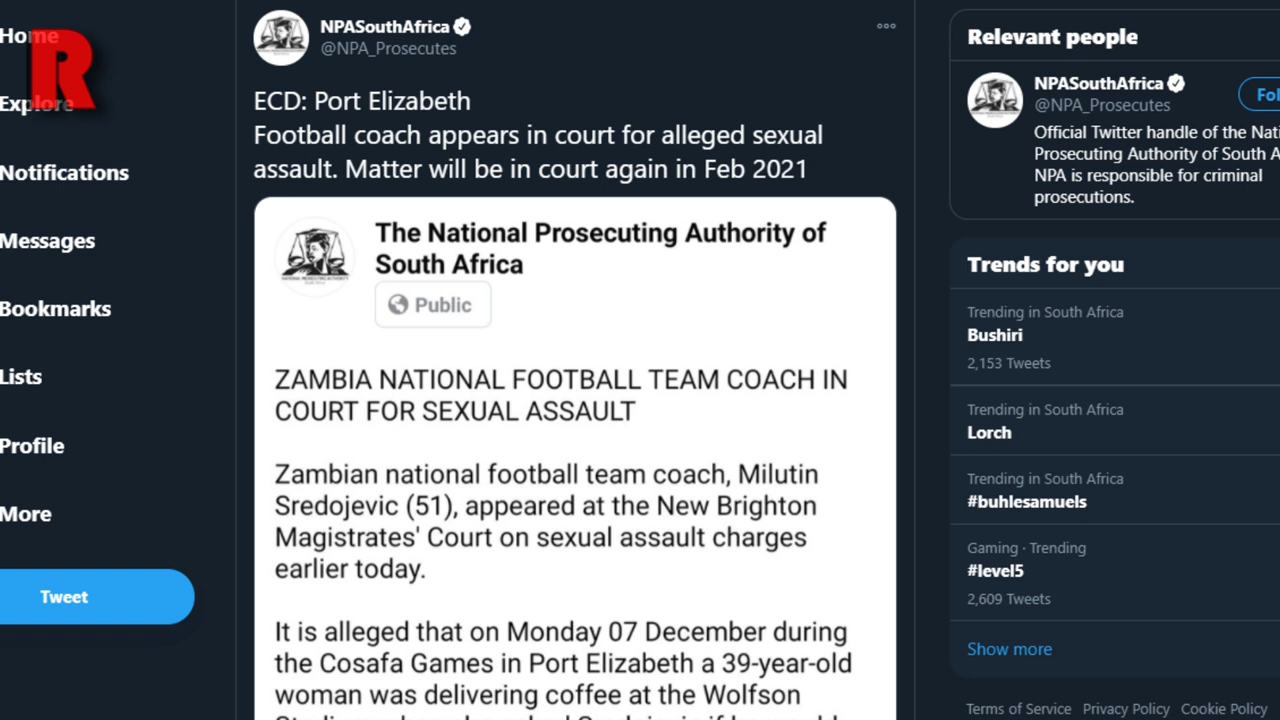 Home
R
Explore
Notifications
Messages
Bookmarks
Lists
Profile
More
Tweet
NPASouthAfrica
@NPA_Prosecutes
ECD: Port Elizabeth
Football coach appears in court for alleged sexual
assault. Matter will be in court again in Feb 2021
The National Prosecuting Authority of
South Africa
Public
ZAMBIA NATIONAL FOOTBALL TEAM COACH IN
COURT FOR SEXUAL ASSAULT
Zambian national football team coach, Milutin
Sredojevic (51), appeared at the New Brighton
Magistrates' Court on sexual assault charges
earlier today.
It is alleged that on Monday 07 December during
the Cosafa Games in Port Elizabeth a 39-year-old
woman was delivering coffee at the Wolfson
Relevant people
NPASouthAfrica
@NPA_Prosecutes
Fol
Official Twitter handle of the Nati
Prosecuting Authority of South A
NPA is responsible for criminal
prosecutions.
Trends for you
Trending in South Africa
Bushiri
2,153 Tweets
Trending in South Africa
Lorch
Trending in South Africa
#buhlesamuels
Gaming · Trending
#level5
2,609 Tweets
Show more
Terms of Service Privacy Policy Cookie Policy